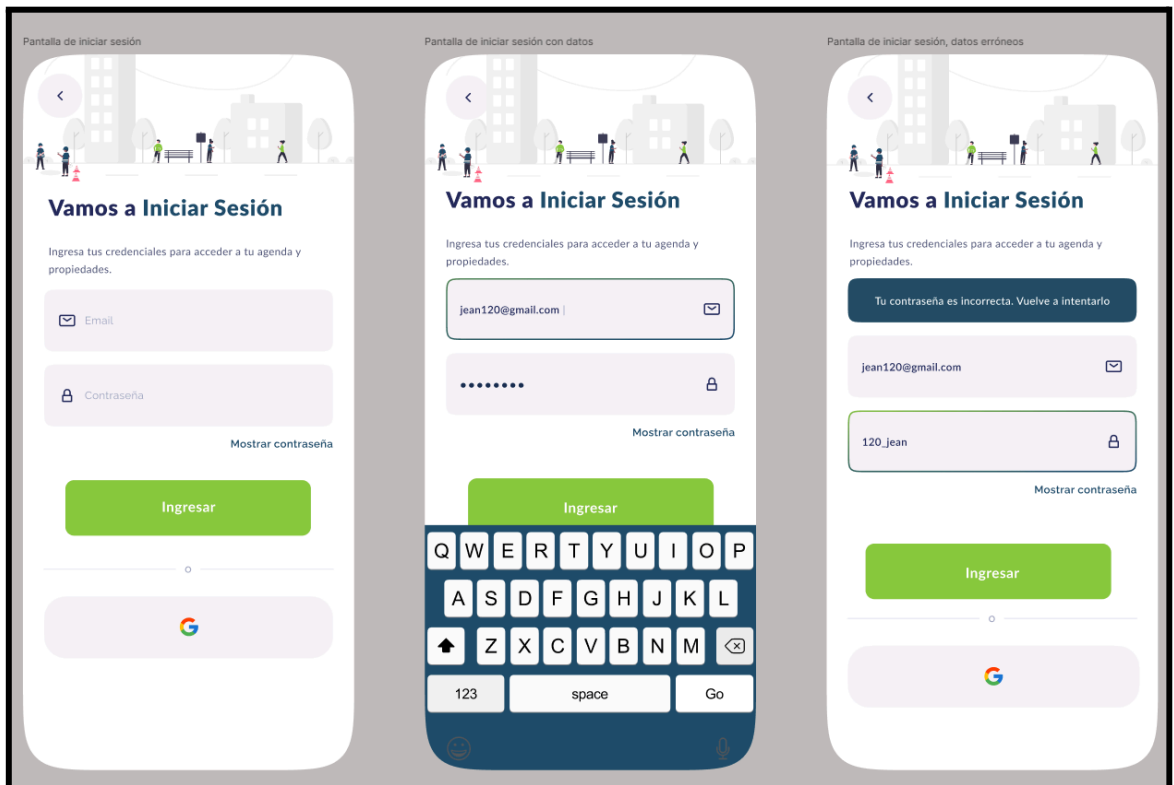 Pantalla de iniciar sesión
Vamos a Iniciar Sesión
Ingresa tus credenciales para acceder a tu agenda y
propiedades.
Email
Contraseña
Mostrar contraseña
Ingresar
o
G
Pantalla de iniciar sesión con datos
Vamos a Iniciar Sesión
Ingresa tus credenciales para acceder a tu agenda y
propiedades.
jean120@gmail.com
••••••••
Mostrar contraseña
Ingresar
Q W E R T Y U I O P
A S D F G H J K L
Z X C V B N M
123 space Go
Pantalla de iniciar sesión, datos erróneos
Vamos a Iniciar Sesión
Ingresa tus credenciales para acceder a tu agenda y
propiedades.
Tu contraseña es incorrecta. Vuelve a intentarlo
jean120@gmail.com
120_jean
Mostrar contraseña
Ingresar
o
G